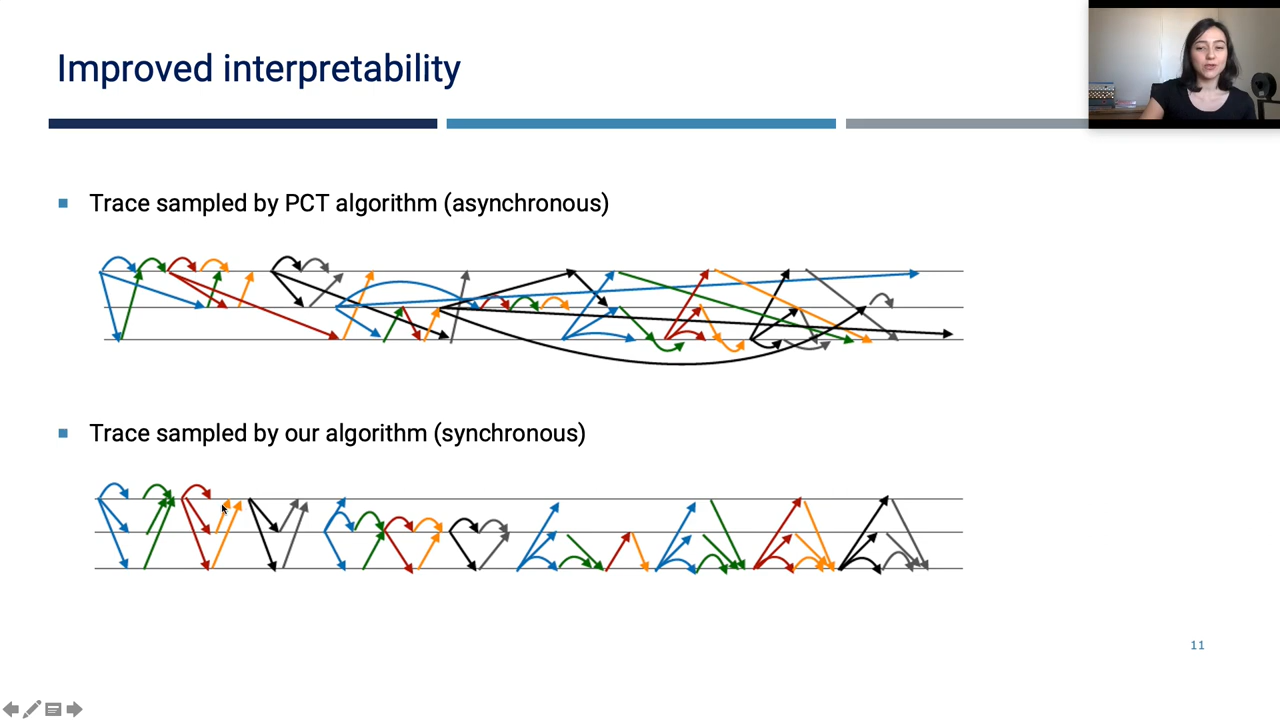 Improved interpretability
Trace sampled by PCT algorithm (asynchronous)
Trace sampled by our algorithm (synchronous)
11